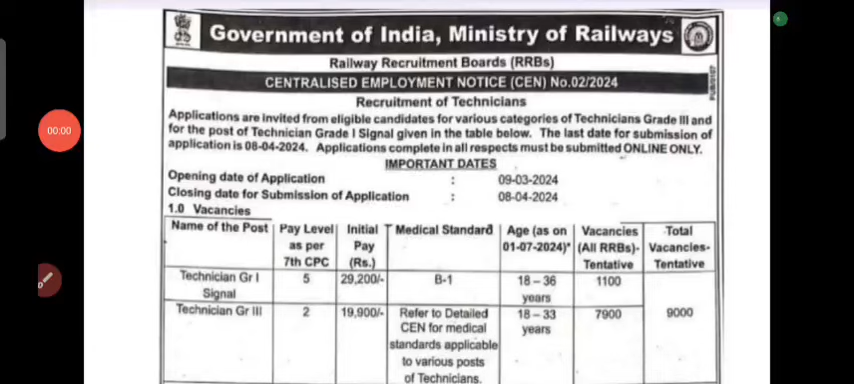 Government of India, Ministry of Railways
Railway Recruitment Boards (RRBs)
CENTRALISED EMPLOYMENT NOTICE (CEN) No.02/2024
PUB/0107
Recruitment of Technicians
Applications are invited from eligible candidates for various categories of Technicians Grade III and
for the post of Technician Grade I Signal given in the table below. The last date for submission of
application is 08-04-2024. Applications complete in all respects must be submitted ONLINE ONLY.
IMPORTANT DATES
Opening date of Application : 09-03-2024
Closing date for Submission of Application : 08-04-2024
1.0 Vacancies
Name of the Post Pay Level Initial Medical Standard Age (as on Vacancies Total
as per Pay 01-07-2024)* (All RRBs)- Vacancies-
7th CPC (Rs.) Tentative Tentative
Technician Gr I 5 29,200/- B-1 18 – 36 1100
Signal years
Technician Gr III 2 19,900/- Refer to Detailed 18 – 33 7900 9000
CEN for medical years
standards applicable
to various posts
of Technicians.
00:00